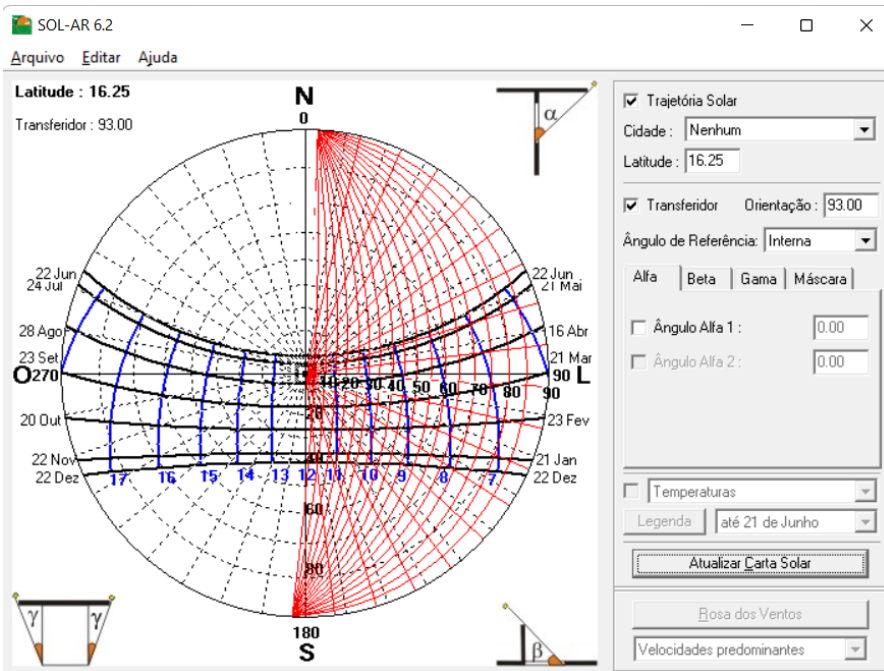 SOL-AR 6.2
Arquivo Editar Ajuda
Latitude : 16.25
Transferidor : 93.00
N
0
α
22 Jun
24 Jul
28 Ago
23 Set
O 270
20 Out
22 Nov
22 Dez
22 Jun
21 Mai
16 Abr
21 Mar
90 L
23 Fev
21 Jan
22 Dez
10 20 30 40 50 60 70 80 90
20
40
17 16 15 14 13 12 11 10 9 8 7
60
80
180
S
γ γ
β
Trajetória Solar
Cidade : Nenhum
Latitude : 16.25
Transferidor Orientação : 93.00
Ângulo de Referência: Interna
Alfa Beta Gama Máscara
Ângulo Alfa 1 : 0.00
Ângulo Alfa 2 : 0.00
Temperaturas
Legenda até 21 de Junho
Atualizar Carta Solar
Rosa dos Ventos
Velocidades predominantes